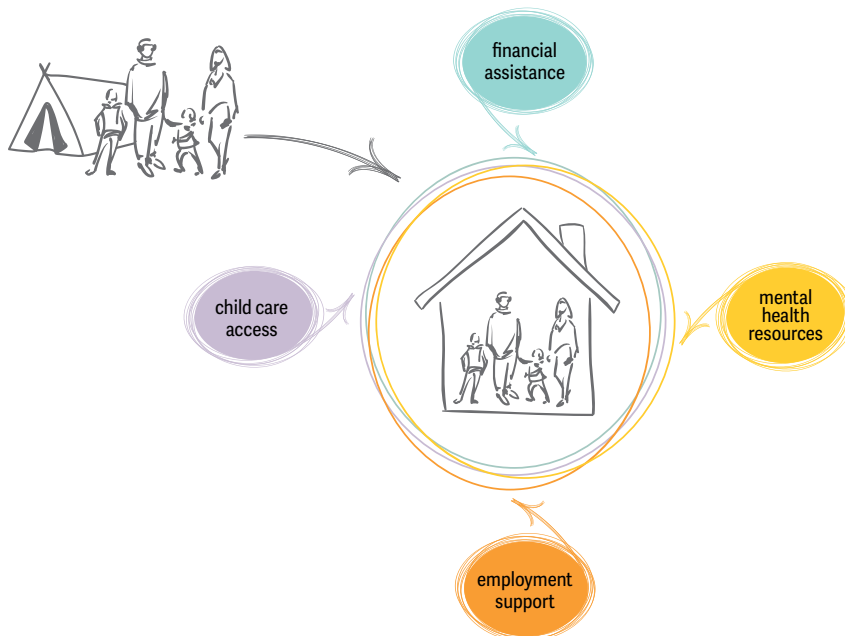 financial
assistance
child care
access
mental
health
resources
employment
support